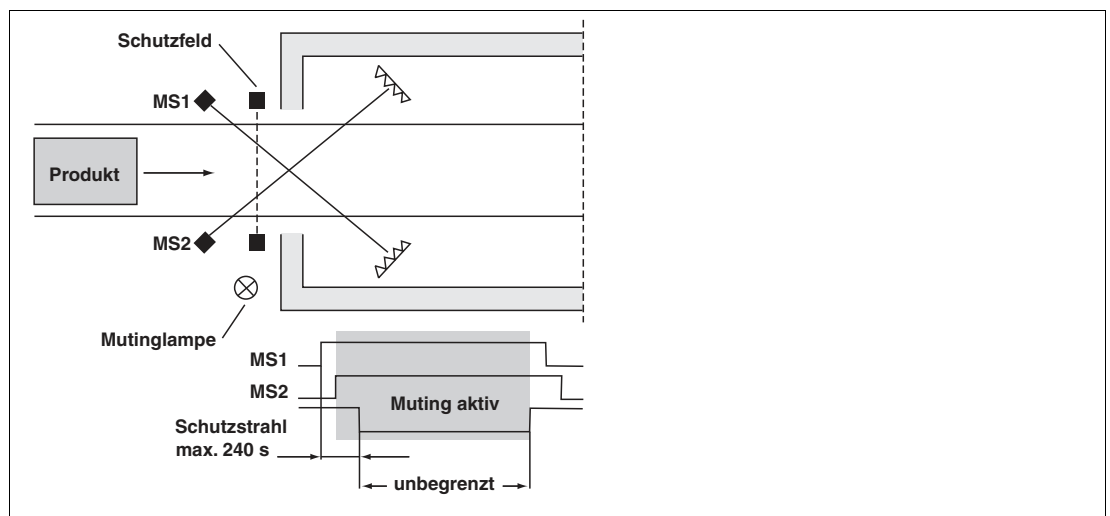 Schutzfeld
MS1
Produkt
MS2
Mutinglampe
MS1
MS2
Muting aktiv
Schutzstrahl
max. 240 s
unbegrenzt